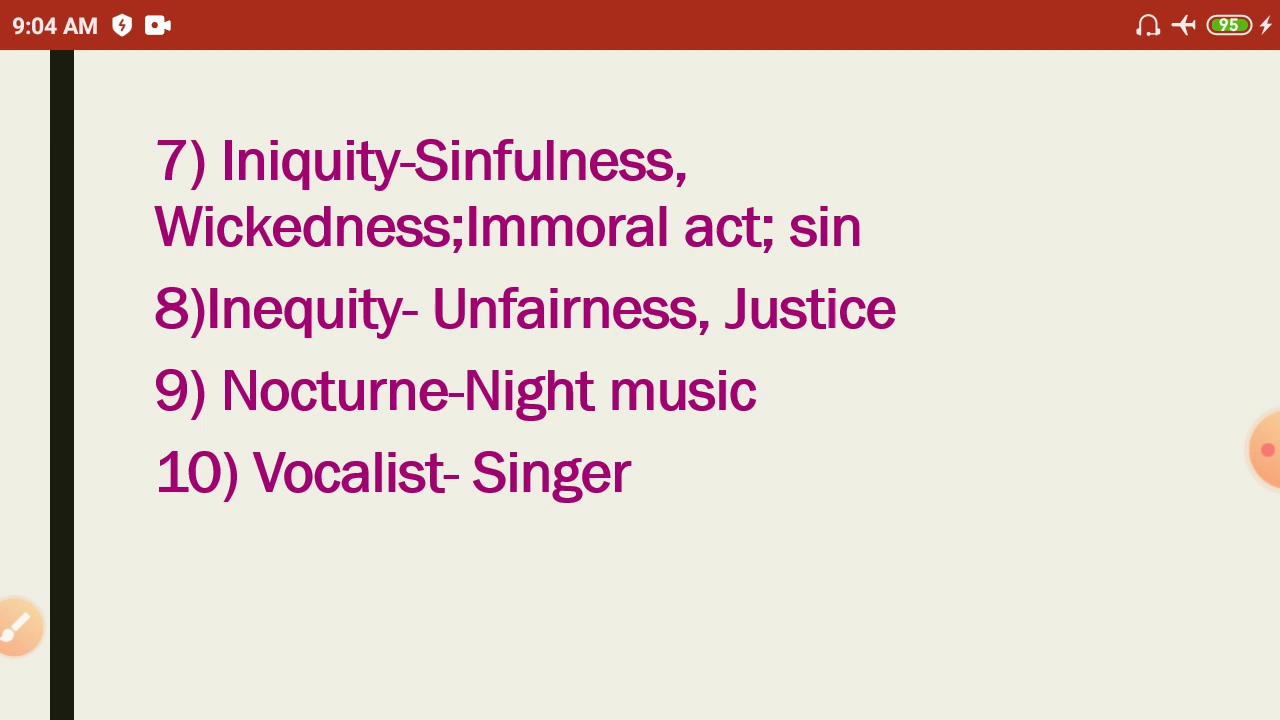 9:04 AM
95
7) Iniquity-Sinfulness,
Wickedness;Immoral act; sin
8)Inequity- Unfairness, Justice
9) Nocturne-Night music
10) Vocalist- Singer